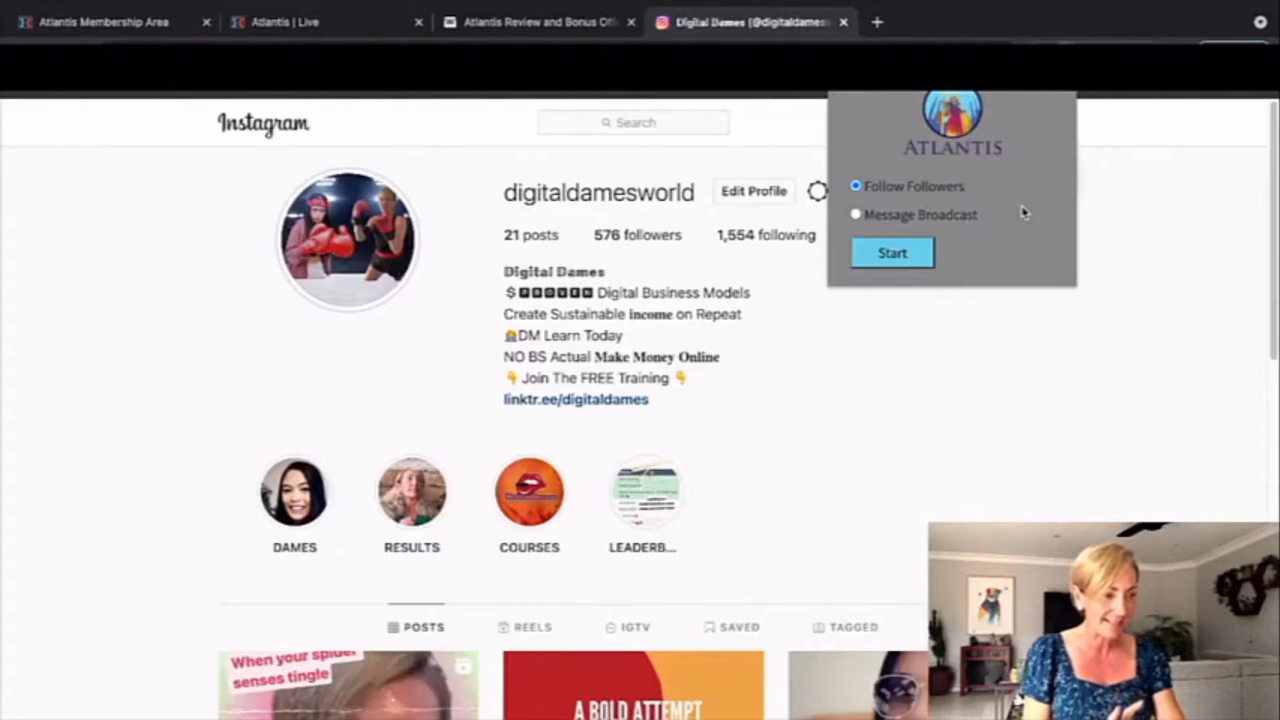 Atlantis Membership Area
Atlantis | Live
Atlantis Review and Bonus Off
Digital Dames (@digitaldames
Instagram
Search
ATLANTIS
Follow Followers
Message Broadcast
Start
digitaldamesworld
Edit Profile
21 posts 576 followers 1,554 following
𝔻𝕚𝕘𝕚𝕥𝕒𝕝 𝔻𝕒𝕞𝕖𝕤
$🅿🆁🅾🆅🅴🅽 Digital Business Models
Create Sustainable 𝐢𝐧𝐜𝐨𝐦𝐞 on Repeat
DM Learn Today
NO BS Actual 𝐌𝐚𝐤𝐞 𝐌𝐨𝐧𝐞𝐲 𝐎𝐧𝐥𝐢𝐧𝐞
👇 Join The FREE Training 👇
linktr.ee/digitaldames
DAMES
RESULTS
COURSES
LEADERB...
POSTS
REELS
IGTV
SAVED
TAGGED
When your spider
senses tingle
A BOLD ATTEMPT